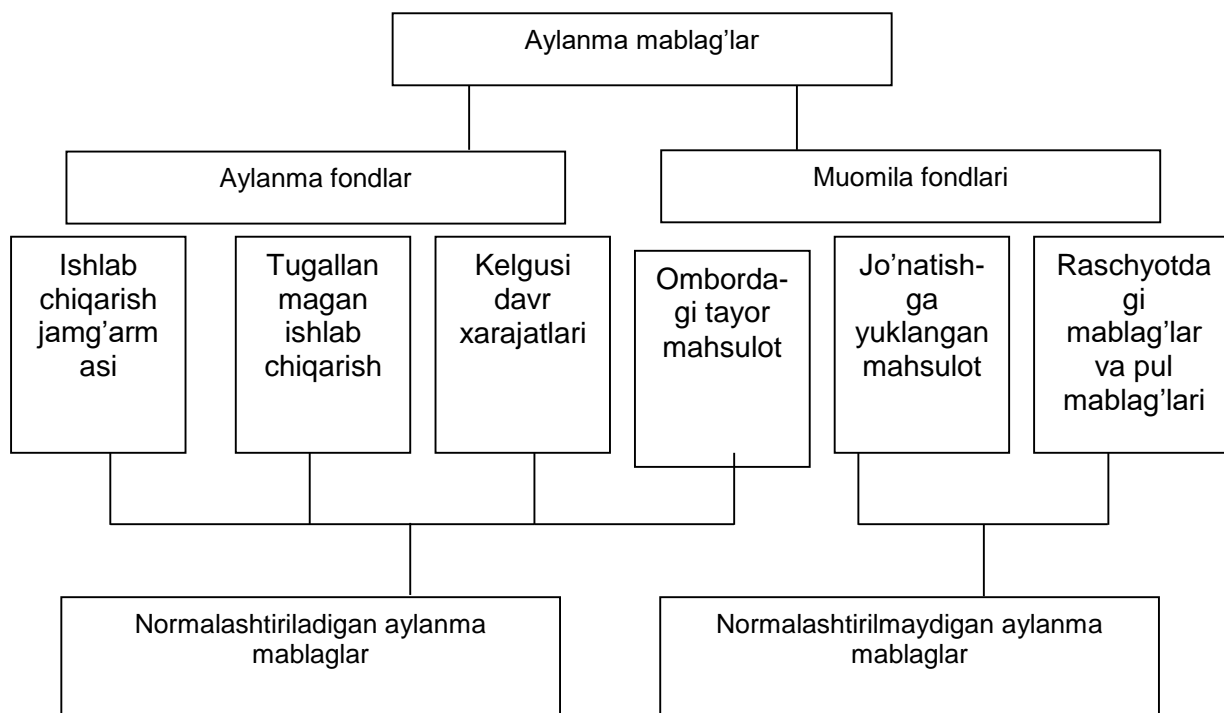 Aylanma mablag’lar
Aylanma fondlar
Muomila fondlari
Ishlab
chiqarish
jamg’arm
asi
Tugallan
magan
ishlab
chiqarish
Kelgusi
davr
xarajatlari
Omborda-
gi tayor
mahsulot
Jo’natish-
ga
yuklangan
mahsulot
Raschyotda
gi
mablag’lar
va pul
mablag’lari
Normalashtiriladigan aylanma
mablaglar
Normalashtirilmaydigan aylanma
mablaglar